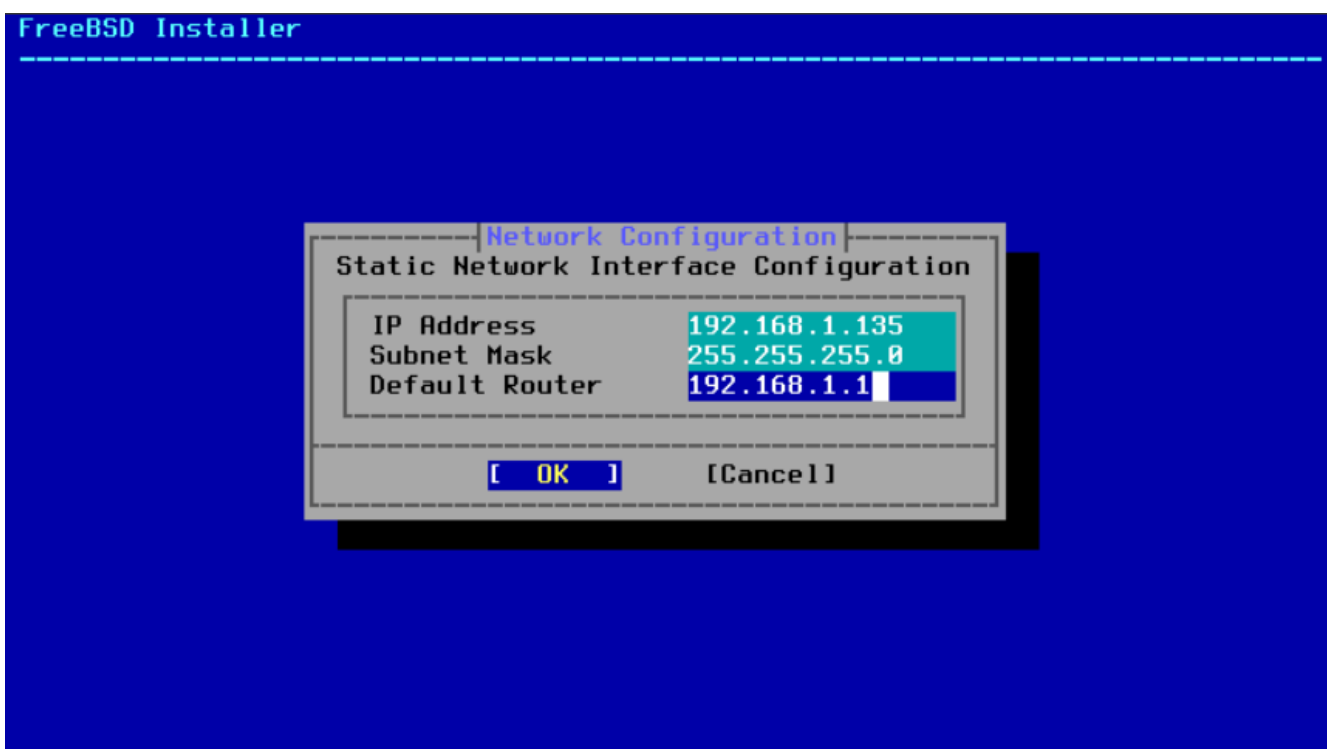 FreeBSD Installer
Network Configuration
Static Network Interface Configuration
IP Address 192.168.1.135
Subnet Mask 255.255.255.0
Default Router 192.168.1.1
[ OK ] [Cancel]